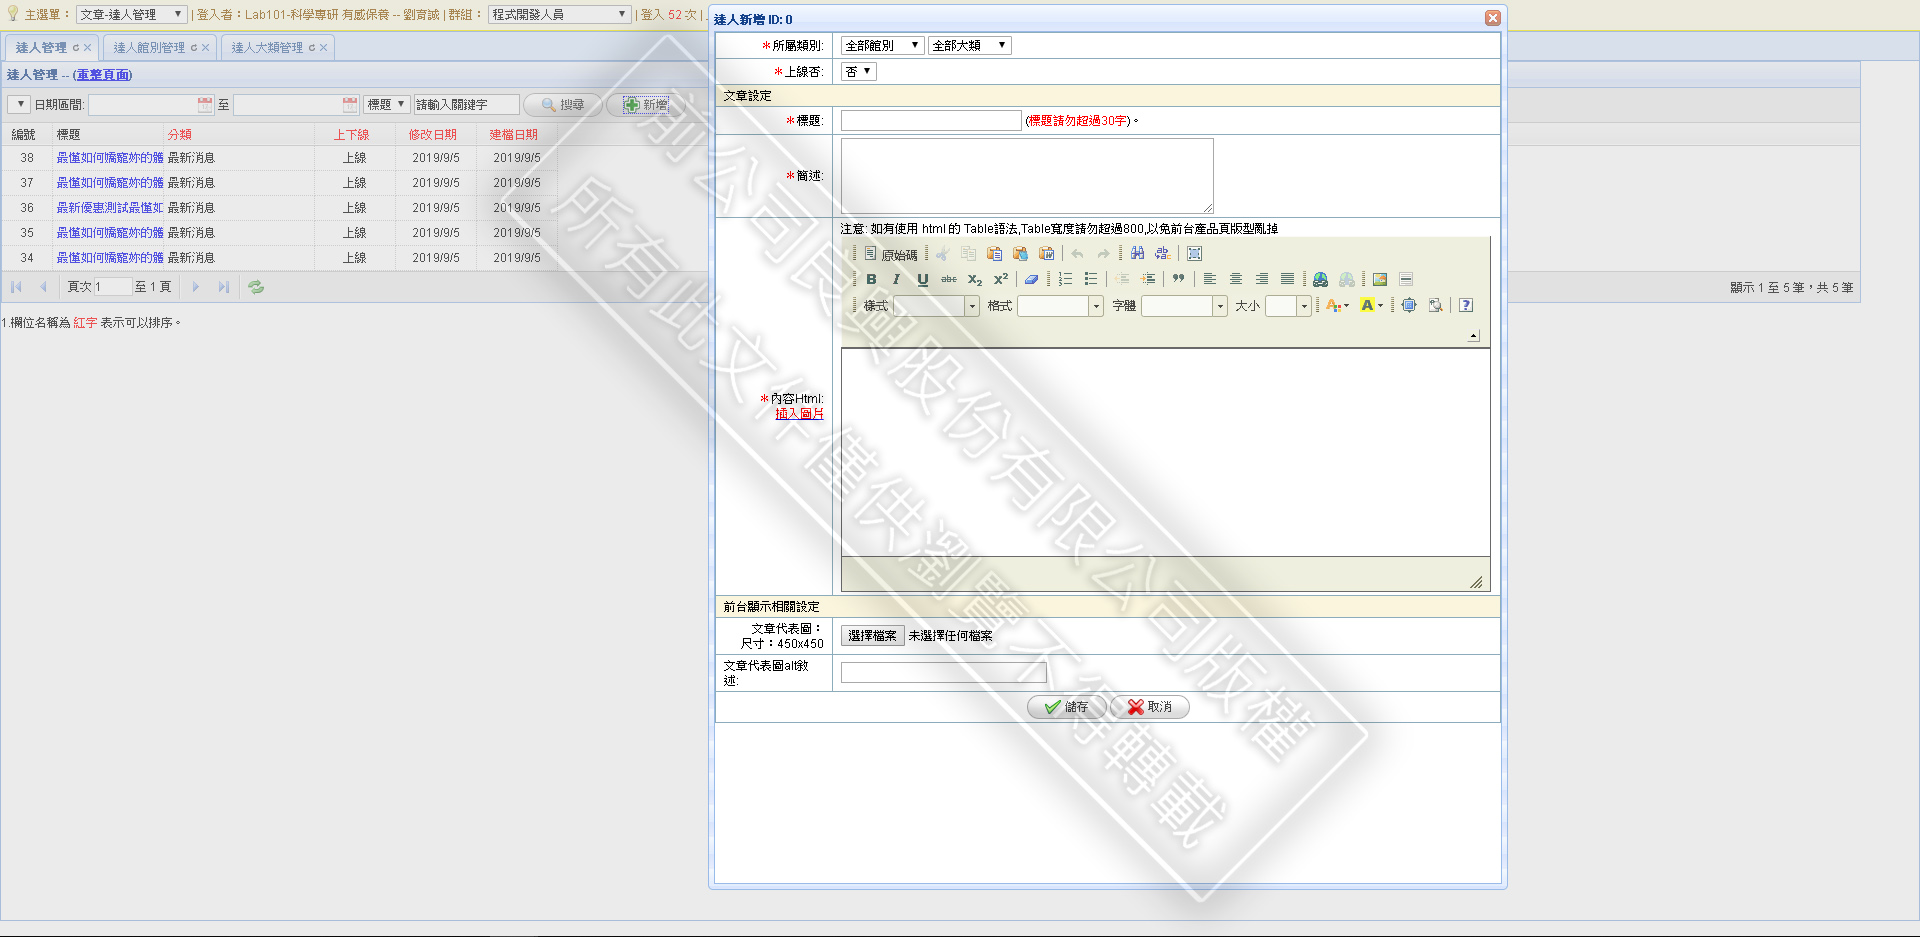 主選單： 文章-達人管理 | 登入者：Lab101-科學專研 有感保養 -- 劉育誠 | 群組： 程式開發人員 | 登入 52 次 |
達人管理 達人館別管理 達人大類管理
達人管理 -- (重整頁面)
日期區間: 至 標題 請輸入關鍵字 搜尋 新增
編號 標題 分類 上下線 修改日期 建檔日期
38 最懂如何嬌寵妳的體 最新消息 上線 2019/9/5 2019/9/5
37 最懂如何嬌寵妳的體 最新消息 上線 2019/9/5 2019/9/5
36 最新優惠測試最懂如 最新消息 上線 2019/9/5 2019/9/5
35 最懂如何嬌寵妳的體 最新消息 上線 2019/9/5 2019/9/5
34 最懂如何嬌寵妳的體 最新消息 上線 2019/9/5 2019/9/5
頁次 1 至 1 頁
顯示 1 至 5 筆，共 5 筆
1.欄位名稱為 紅字 表示可以排序。
達人新增 ID: 0
*所屬類別: 全部館別 全部大類
*上線否: 否
文章設定
*標題: (標題請勿超過30字)。
*簡述:
注意: 如有使用 html 的 Table語法,Table寬度請勿超過800,以免前台產品頁版型亂掉
原始碼
B I U abc X₂ X²
樣式 格式 字體 大小 A A
*內容Html:
插入圖片
前台顯示相關設定
文章代表圖：
尺寸：450x450
選擇檔案 未選擇任何檔案
文章代表圖alt敘
述:
儲存 取消
前公司良興股份有限公司版權
所有此文件僅供瀏覽不得轉載